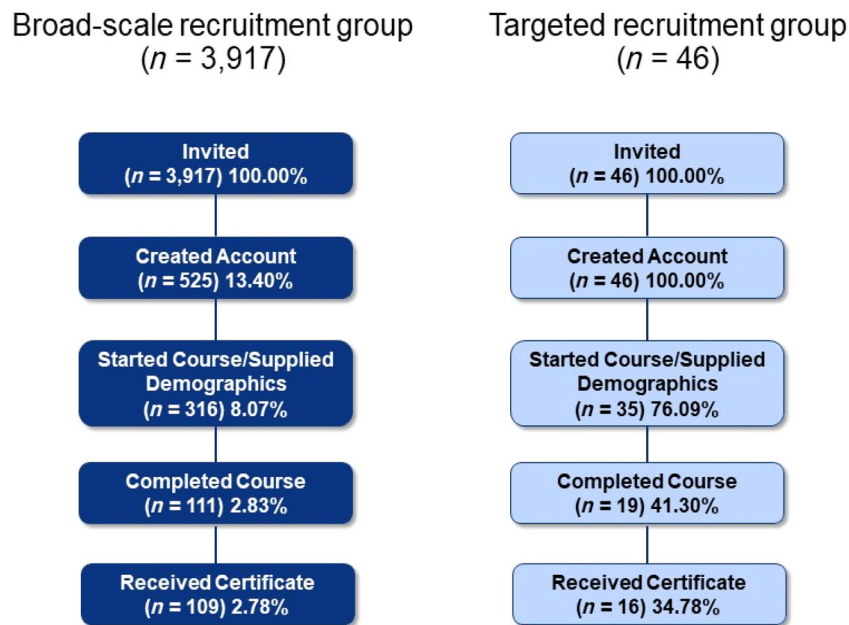 Broad-scale recruitment group
(n = 3,917)
Invited
(n = 3,917) 100.00%
Created Account
(n = 525) 13.40%
Started Course/Supplied
Demographics
(n = 316) 8.07%
Completed Course
(n = 111) 2.83%
Received Certificate
(n = 109) 2.78%
Targeted recruitment group
(n = 46)
Invited
(n = 46) 100.00%
Created Account
(n = 46) 100.00%
Started Course/Supplied
Demographics
(n = 35) 76.09%
Completed Course
(n = 19) 41.30%
Received Certificate
(n = 16) 34.78%